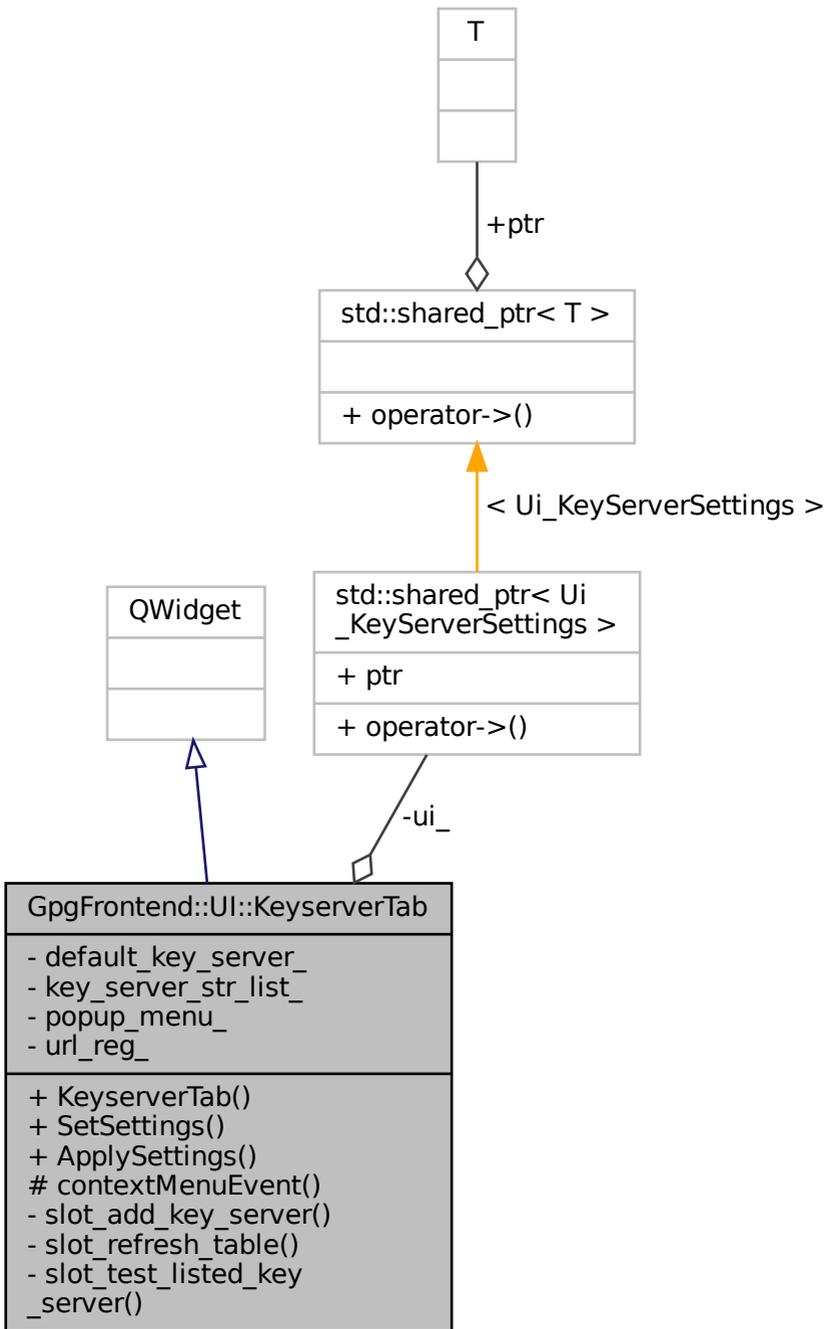 T
+ptr
std::shared_ptr< T >
+ operator->()
< Ui_KeyServerSettings >
std::shared_ptr< Ui
_KeyServerSettings >
+ ptr
+ operator->()
QWidget
-ui_
GpgFrontend::UI::KeyserverTab
- default_key_server_
- key_server_str_list_
- popup_menu_
- url_reg_
+ KeyserverTab()
+ SetSettings()
+ ApplySettings()
# contextMenuEvent()
- slot_add_key_server()
- slot_refresh_table()
- slot_test_listed_key
_server()